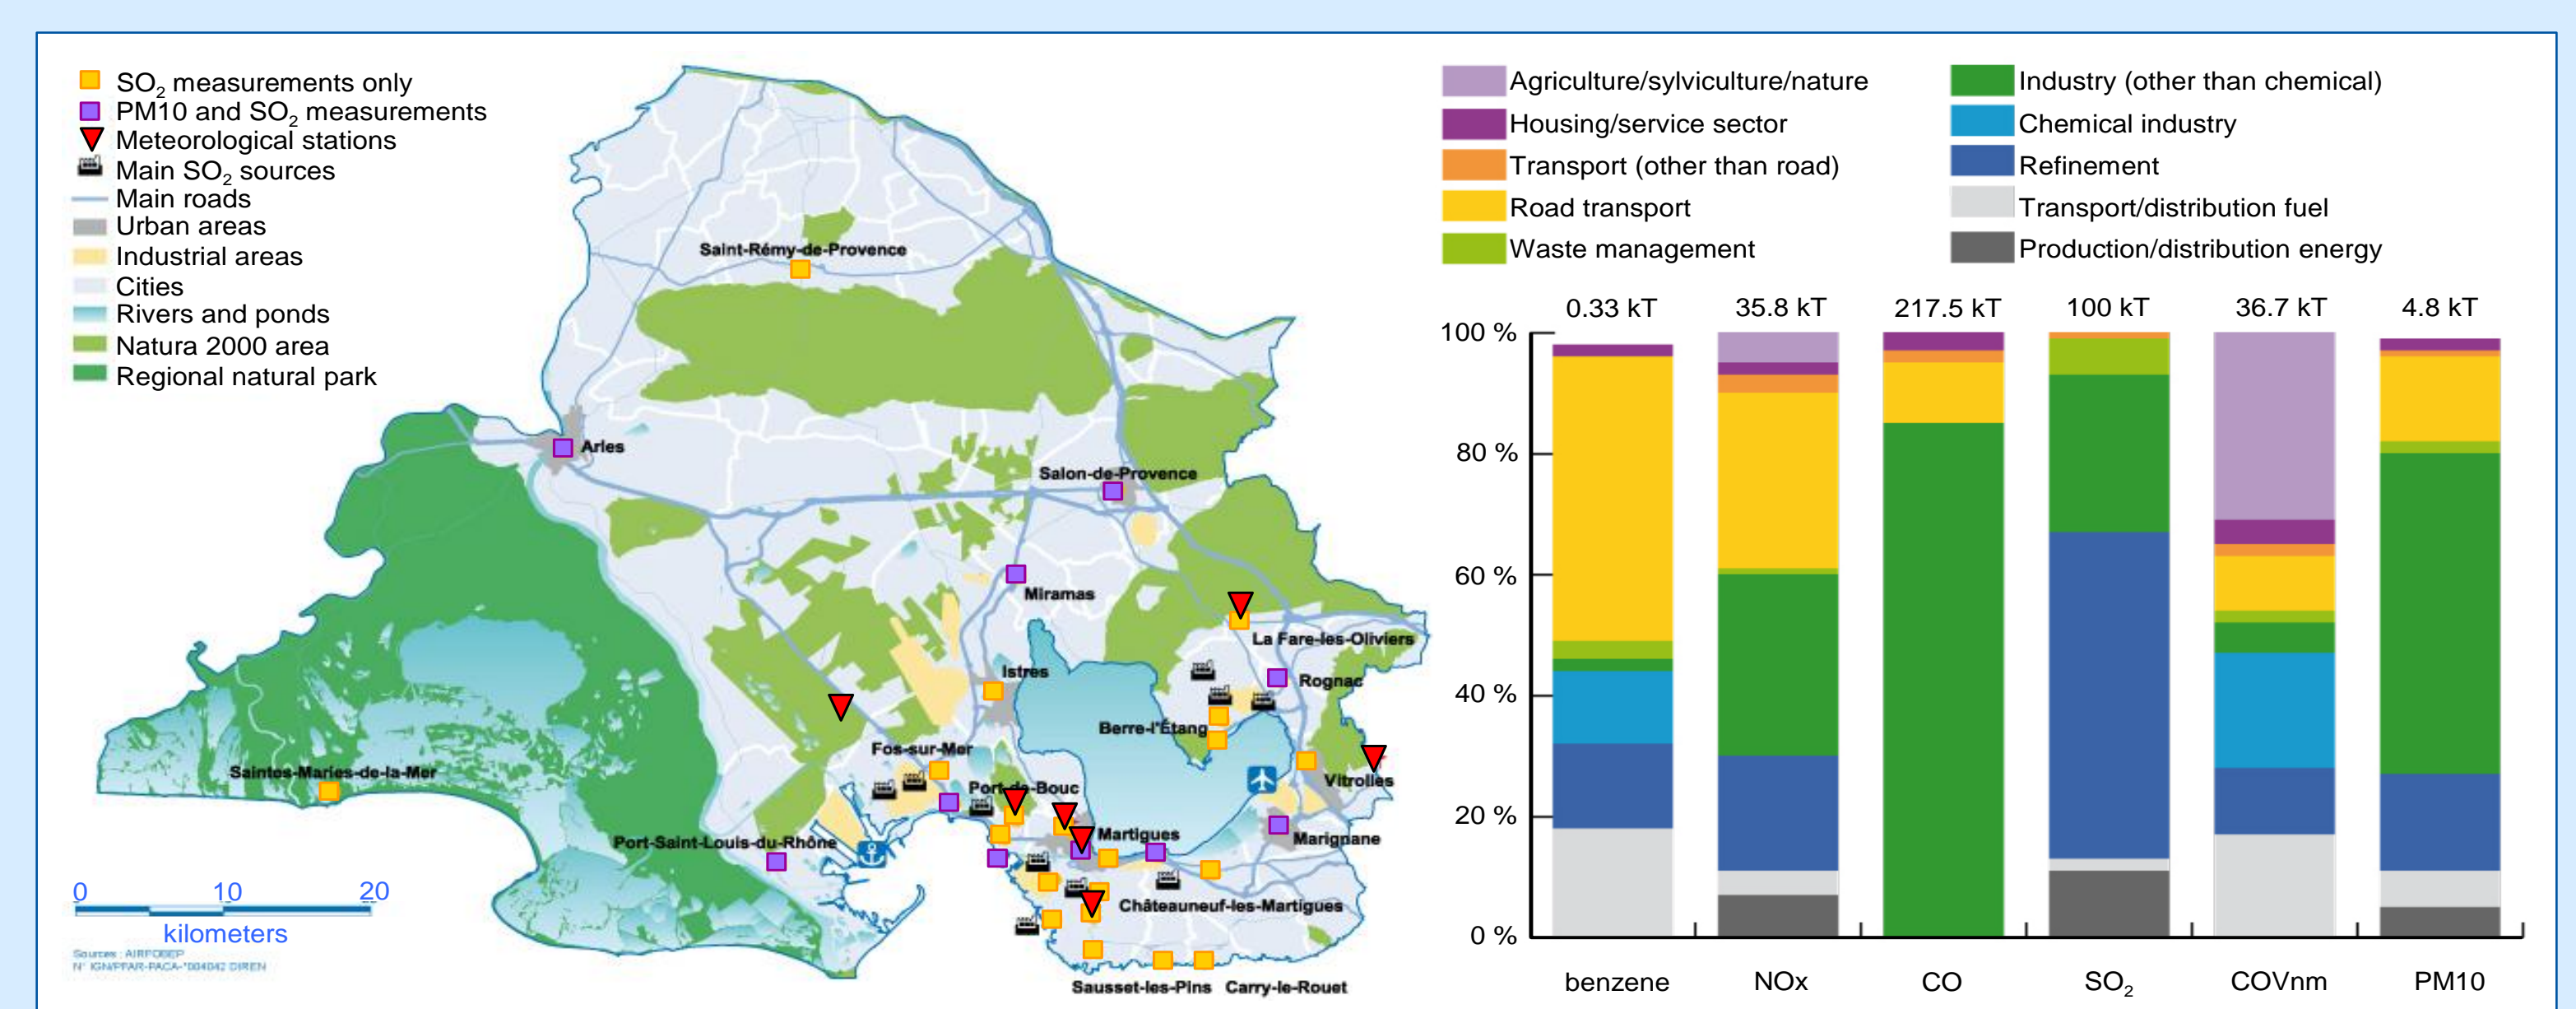 SO₂ measurements only
PM10 and SO₂ measurements
Meteorological stations
Main SO₂ sources
Main roads
Urban areas
Industrial areas
Cities
Rivers and ponds
Natura 2000 area
Regional natural park
Saint-Rémy-de-Provence
Arles
Salon-de-Provence
Miramas
La Fare-les-Oliviers
Istres
Rognac
Berre-l'Étang
Fos-sur-Mer
Saintes-Maries-de-la-Mer
Vitrolles
Port-de-Bouc
Martigues
Marignane
Port-Saint-Louis-du-Rhône
Châteauneuf-les-Martigues
Sausset-les-Pins Carry-le-Rouet
0 10 20
kilometers
Sources : AIRFOBEP
N° IGN/PFAR-PACA-*004042 DIREN
Agriculture/sylviculture/nature
Housing/service sector
Transport (other than road)
Road transport
Waste management
Industry (other than chemical)
Chemical industry
Refinement
Transport/distribution fuel
Production/distribution energy
0.33 kT 35.8 kT 217.5 kT 100 kT 36.7 kT 4.8 kT
100 %
80 %
60 %
40 %
20 %
0 %
benzene NOx CO SO₂ COVnm PM10